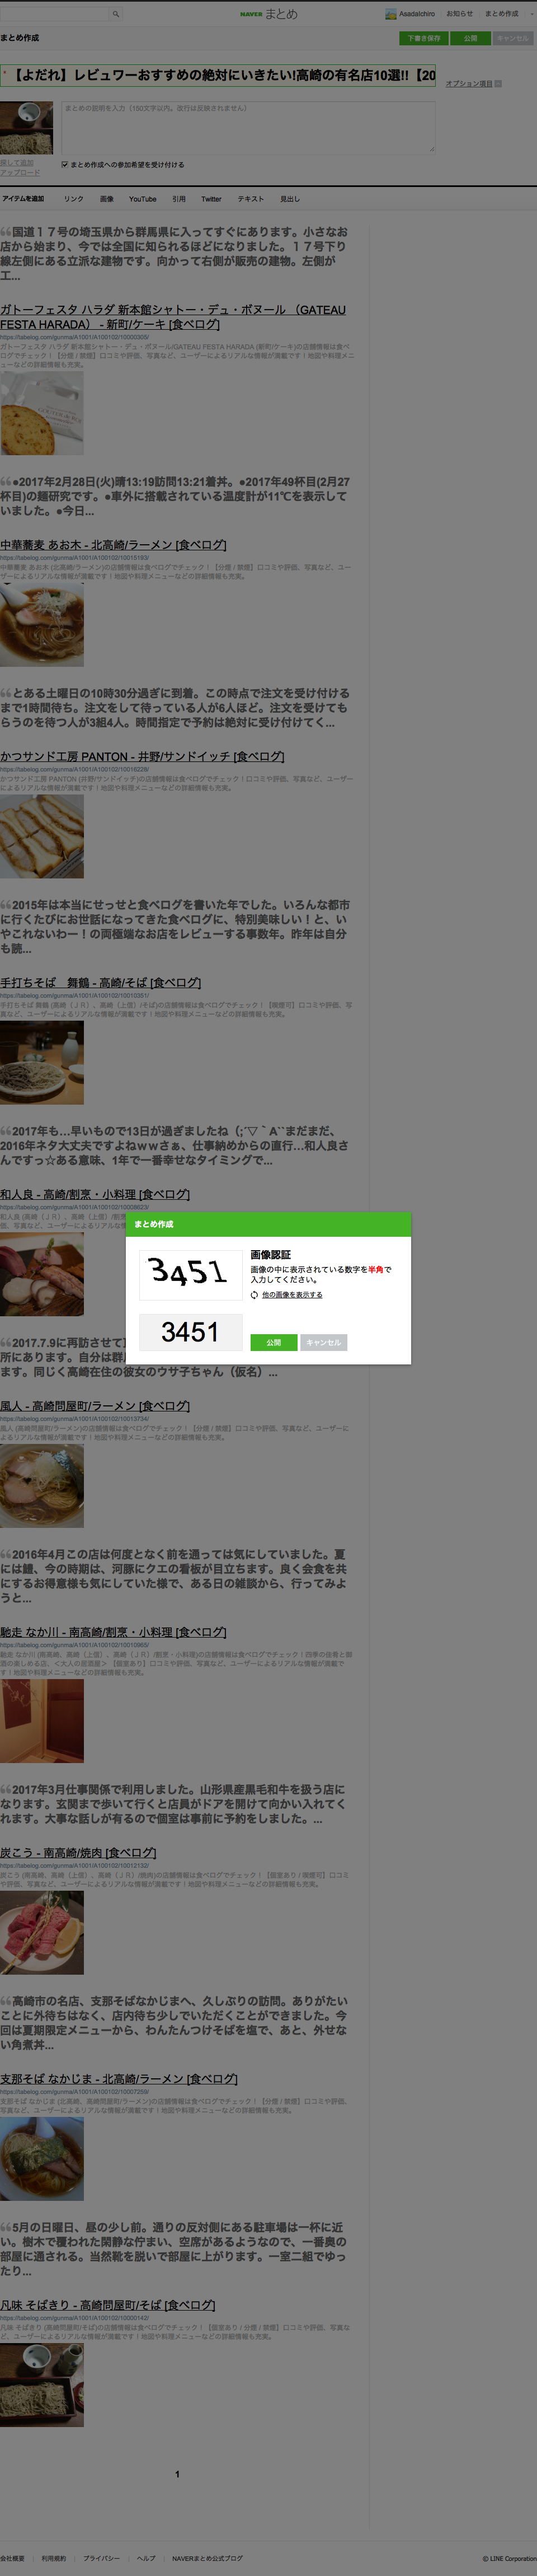 NAVER まとめ
AsadaIchiro
お知らせ
まとめ作成
まとめ作成
下書き保存
公開
キャンセル
* 【よだれ】レビュワーおすすめの絶対にいきたい!高崎の有名店10選!!【20
オプション項目
まとめの説明を入力（150文字以内。改行は反映されません）
探して追加
アップロード
まとめ作成への参加希望を受け付ける
アイテムを追加
リンク
画像
YouTube
引用
Twitter
テキスト
見出し
国道１７号の埼玉県から群馬県に入ってすぐにあります。小さなお
店から始まり、今では全国に知られるほどになりました。１７号下り
線左側にある立派な建物です。向かって右側が販売の建物。左側が
工...
ガトーフェスタ ハラダ 新本館シャトー・デュ・ボヌール （GATEAU
FESTA HARADA） - 新町/ケーキ [食べログ]
https://tabelog.com/gunma/A1001/A100102/10000305/
ガトーフェスタ ハラダ 新本館シャトー・デュ・ボヌール/GATEAU FESTA HARADA (新町/ケーキ)の店舗情報は食べ
ログでチェック！【分煙 / 禁煙】口コミや評価、写真など、ユーザーによるリアルな情報が満載です！地図や料理メニ
ューなどの詳細情報も充実。
●2017年2月28日(火)晴13:19訪問13:21着丼。●2017年49杯目(2月27
杯目)の麺研究です。●車外に搭載されている温度計が11℃を表示して
いました。●今日...
中華蕎麦 あお木 - 北高崎/ラーメン [食べログ]
中華蕎麦 あお木 (北高崎/ラーメン)の店舗情報は食べログでチェック！【分煙 / 禁煙】口コミや評価、写真など、ユー
ザーによるリアルな情報が満載です！地図や料理メニューなどの詳細情報も充実。
とある土曜日の10時30分過ぎに到着。この時点で注文を受け付ける
まで1時間待ち。注文をして待っている人が6人ほど。注文を受けても
らうのを待つ人が3組4人。時間指定で予約は絶対に受け付けてく...
かつサンド工房 PANTON - 井野/サンドイッチ [食べログ]
かつサンド工房 PANTON (井野/サンドイッチ)の店舗情報は食べログでチェック！口コミや評価、写真など、ユーザー
によるリアルな情報が満載です！地図や料理メニューなどの詳細情報も充実。
2015年は本当にせっせと食べログを書いた年でした。いろんな都市
に行くたびにお世話になってきた食べログに、特別美味しい！と、い
やこれないわー！の両極端なお店をレビューする事数年。昨年は自分
も読...
手打ちそば　舞鶴 - 高崎/そば [食べログ]
https://tabelog.com/gunma/A1001/A100102/10010351/
手打ちそば 舞鶴 (高崎（ＪＲ）、高崎（上信）/そば)の店舗情報は食べログでチェック！【喫煙可】口コミや評価、写
真など、ユーザーによるリアルな情報が満載です！地図や料理メニューなどの詳細情報も充実。
2017年も...早いもので13日が過ぎましたね（;´▽｀A``まだまだ、
2016年ネタ大丈夫ですよねｗｗさぁ、仕事納めからの直行...和人良さ
んですっ☆ある意味、1年で一番幸せなタイミングで...
和人良 - 高崎/割烹・小料理 [食べログ]
まとめ作成
3451
画像認証
画像の中に表示されている数字を半角で
入力してください。
他の画像を表示する
3451
公開
キャンセル
2017.7.9に再訪させて
所にあります。自分は群
ます。同じく高崎在住の彼女のウサ子ちゃん（仮名）...
風人 - 高崎問屋町/ラーメン [食べログ]
https://tabelog.com/gunma/A1001/A100102/10013734/
風人 (高崎問屋町/ラーメン)の店舗情報は食べログでチェック！【分煙 / 禁煙】口コミや評価、写真など、ユーザーに
よるリアルな情報が満載です！地図や料理メニューなどの詳細情報も充実。
2016年4月この店は何度となく前を通っては気にしていました。夏
には鱧、今の時期は、河豚にクエの看板が目立ちます。良く会食を共
にするお得意様も気にしていた様で、ある日の雑談から、行ってみよ
うと...
馳走 なか川 - 南高崎/割烹・小料理 [食べログ]
馳走 なか川 (南高崎、高崎（上信）、高崎（ＪＲ）/割烹・小料理)の店舗情報は食べログでチェック！四季の佰肴と御
酒の楽しめる店、＜大人の居酒屋＞ 【個室あり】口コミや評価、写真など、ユーザーによるリアルな情報が満載で
す！地図や料理メニューなどの詳細情報も充実。
2017年3月仕事関係で利用しました。山形県産黒毛和牛を扱う店に
なります。玄関まで歩いて行くと店員がドアを開けて向かい入れてく
れます。大事な話しが有るので個室は事前に予約をしました。...
炭こう - 南高崎/焼肉 [食べログ]
https://tabelog.com/gunma/A1001/A100102/10012132/
炭こう (南高崎、高崎（上信）、高崎（ＪＲ）/焼肉)の店舗情報は食べログでチェック！【個室あり / 喫煙可】口コミ
や評価、写真など、ユーザーによるリアルな情報が満載です！地図や料理メニューなどの詳細情報も充実。
高崎市の名店、支那そばなかじまへ、久しぶりの訪問。ありがたい
ことに外待ちはなく、店内待ち少しでいただくことができました。今
回は夏期限定メニューから、わんたんつけそばを塩で、あと、外せな
い角煮丼...
支那そば なかじま - 北高崎/ラーメン [食べログ]
https://tabelog.com/gunma/A1001/A100102/10007259/
支那そば なかじま (北高崎、高崎問屋町/ラーメン)の店舗情報は食べログでチェック！【分煙 / 禁煙】口コミや評価、
写真など、ユーザーによるリアルな情報が満載です！地図や料理メニューなどの詳細情報も充実。
5月の日曜日、昼の少し前。通りの反対側にある駐車場は一杯に近
い。樹木で覆われた閑静な佇まい、空席があるようなので、一番奥の
部屋に通される。当然靴を脱いで部屋に上がります。一室二組でゆっ
たり...
凡味 そばきり - 高崎問屋町/そば [食べログ]
https://tabelog.com/gunma/A1001/A100102/10000142/
凡味 そばきり (高崎問屋町/そば)の店舗情報は食べログでチェック！【個室あり / 分煙 / 禁煙】口コミや評価、写真な
ど、ユーザーによるリアルな情報が満載です！地図や料理メニューなどの詳細情報も充実。
1
会社概要
利用規約
プライバシー
ヘルプ
NAVERまとめ公式ブログ
© LINE Corporation